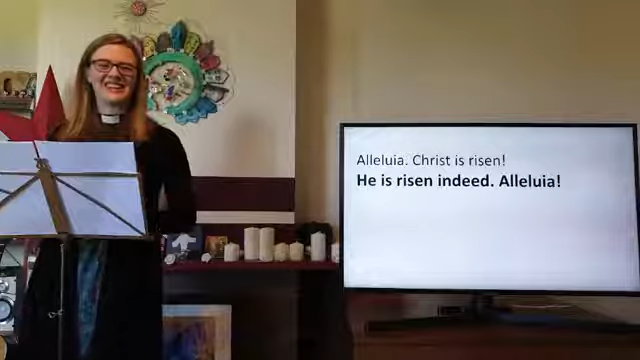 Alleluia. Christ is risen!
He is risen indeed. Alleluia!